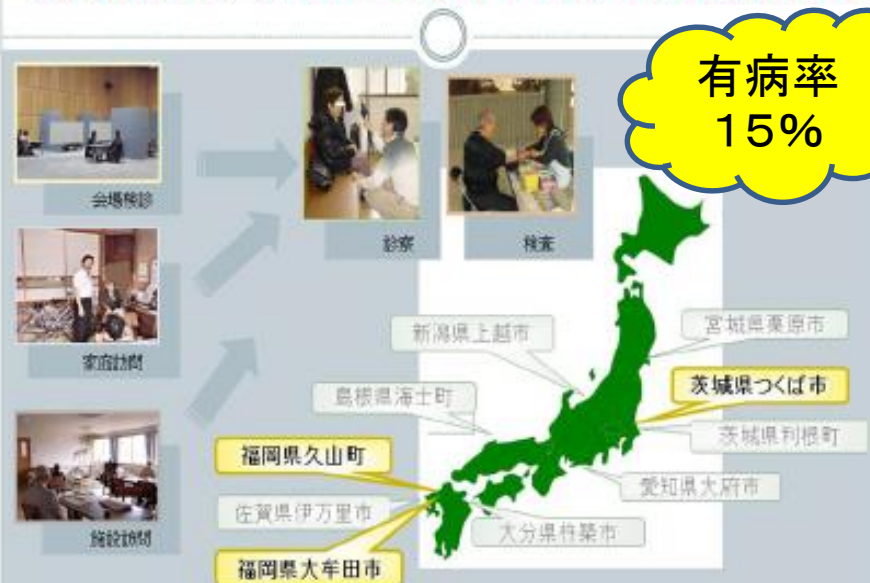 有病率
15%
会場検診
診察
検査
家庭訪問
施設訪問
新潟県上越市
宮城県栗原市
島根県海士町
茨城県つくば市
茨城県利根町
福岡県久山町
愛知県大府市
佐賀県伊万里市
大分県杵築市
福岡県大牟田市